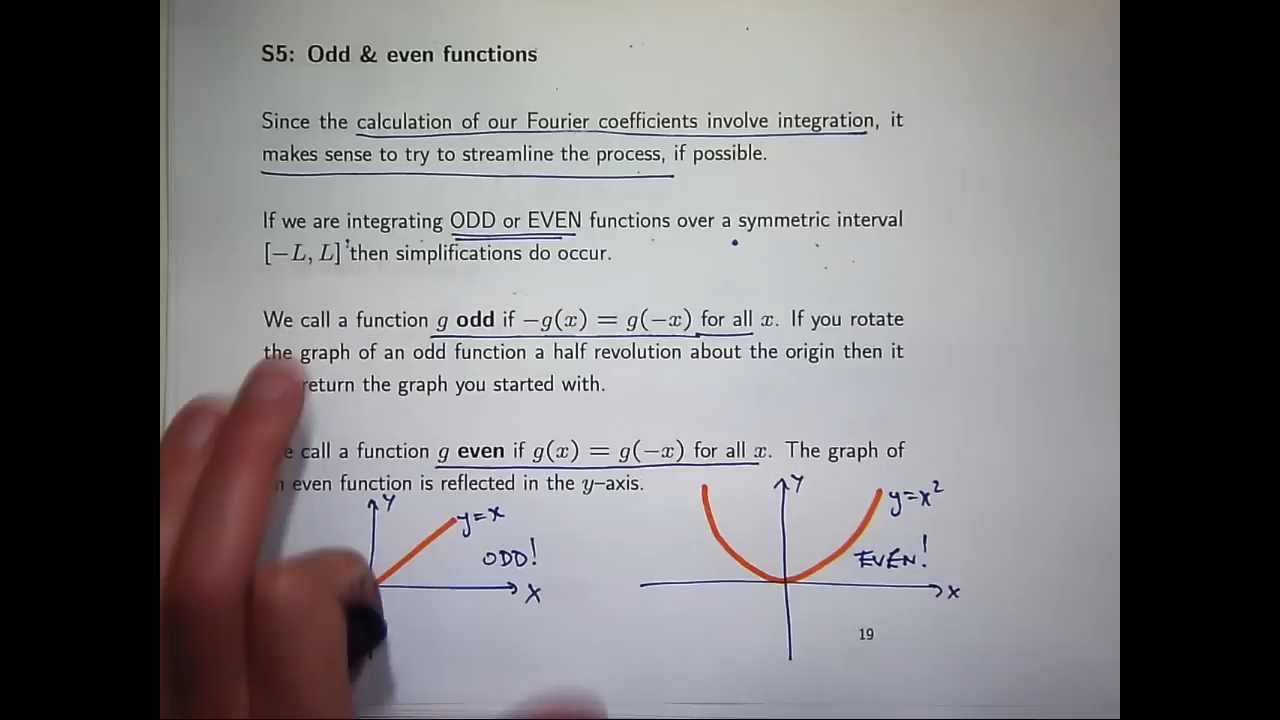 S5: Odd & even functions
Since the calculation of our Fourier coefficients involve integration, it
makes sense to try to streamline the process, if possible.
If we are integrating ODD or EVEN functions over a symmetric interval
[−L, L] then simplifications do occur.
We call a function g odd if −g(x) = g(−x) for all x. If you rotate
the graph of an odd function a half revolution about the origin then it
return the graph you started with.
call a function g even if g(x) = g(−x) for all x. The graph of
even function is reflected in the y–axis.
Y
y=x
ODD!
X
Y
y=x²
EVEN!
X
19